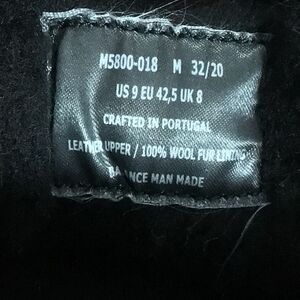 M5800-018 M 32/20
US 9 EU 42,5 UK 8
CRAFTED IN PORTUGAL
LEATHER UPPER / 100% WOOL FUR LINING
BALANCE MAN MADE